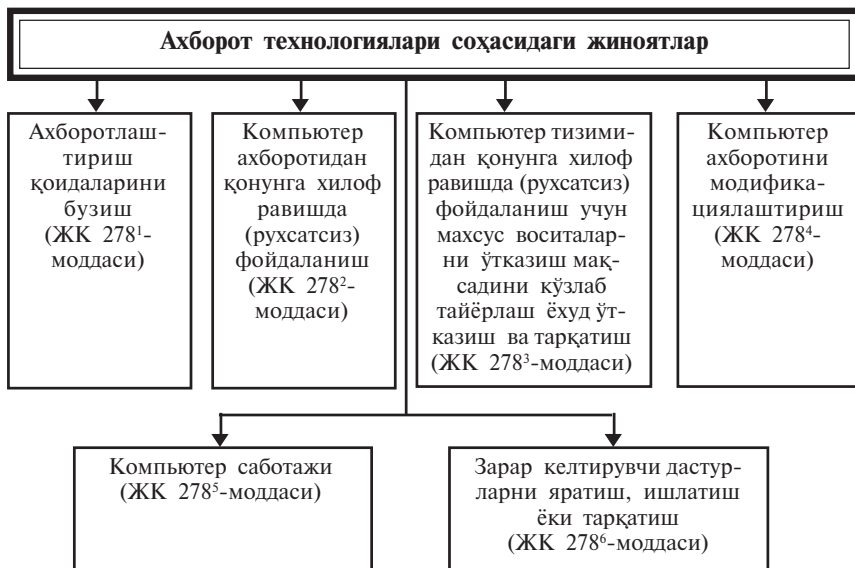 Ахборот технологиялари соҳасидаги жиноятлар
Ахборотлаш-
тириш
қоидаларини
бузиш
(ЖК 278¹-
моддаси)
Компьютер
ахборотидан
қонунга хилоф
равишда
(рухсатсиз)
фойдаланиш
(ЖК 278²-
моддаси)
Компьютер тизими-
дан қонунга хилоф
равишда (рухсатсиз)
фойдаланиш учун
махсус воситалар-
ни ўтказиш мақ-
садини кўзлаб
тайёрлаш ёхуд ўт-
казиш ва тарқатиш
(ЖК 278³-моддаси)
Компьютер
ахборотини
модифика-
циялаштириш
(ЖК 278⁴-
моддаси)
Компьютер саботажи
(ЖК 278⁵-моддаси)
Зарар келтирувчи дастур-
ларни яратиш, ишлатиш
ёки тарқатиш
(ЖК 278⁶-моддаси)